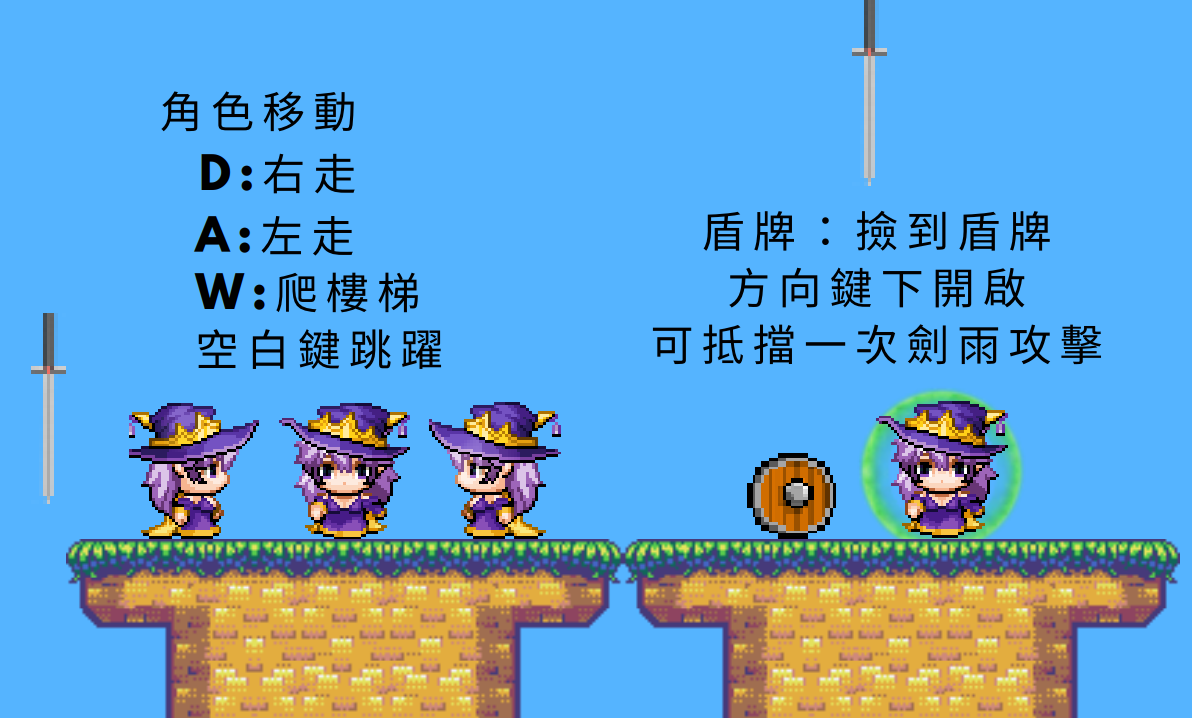 角色移動
D:右走
A:左走
W:爬樓梯
空白鍵跳躍
盾牌：撿到盾牌
方向鍵下開啟
可抵擋一次劍雨攻擊